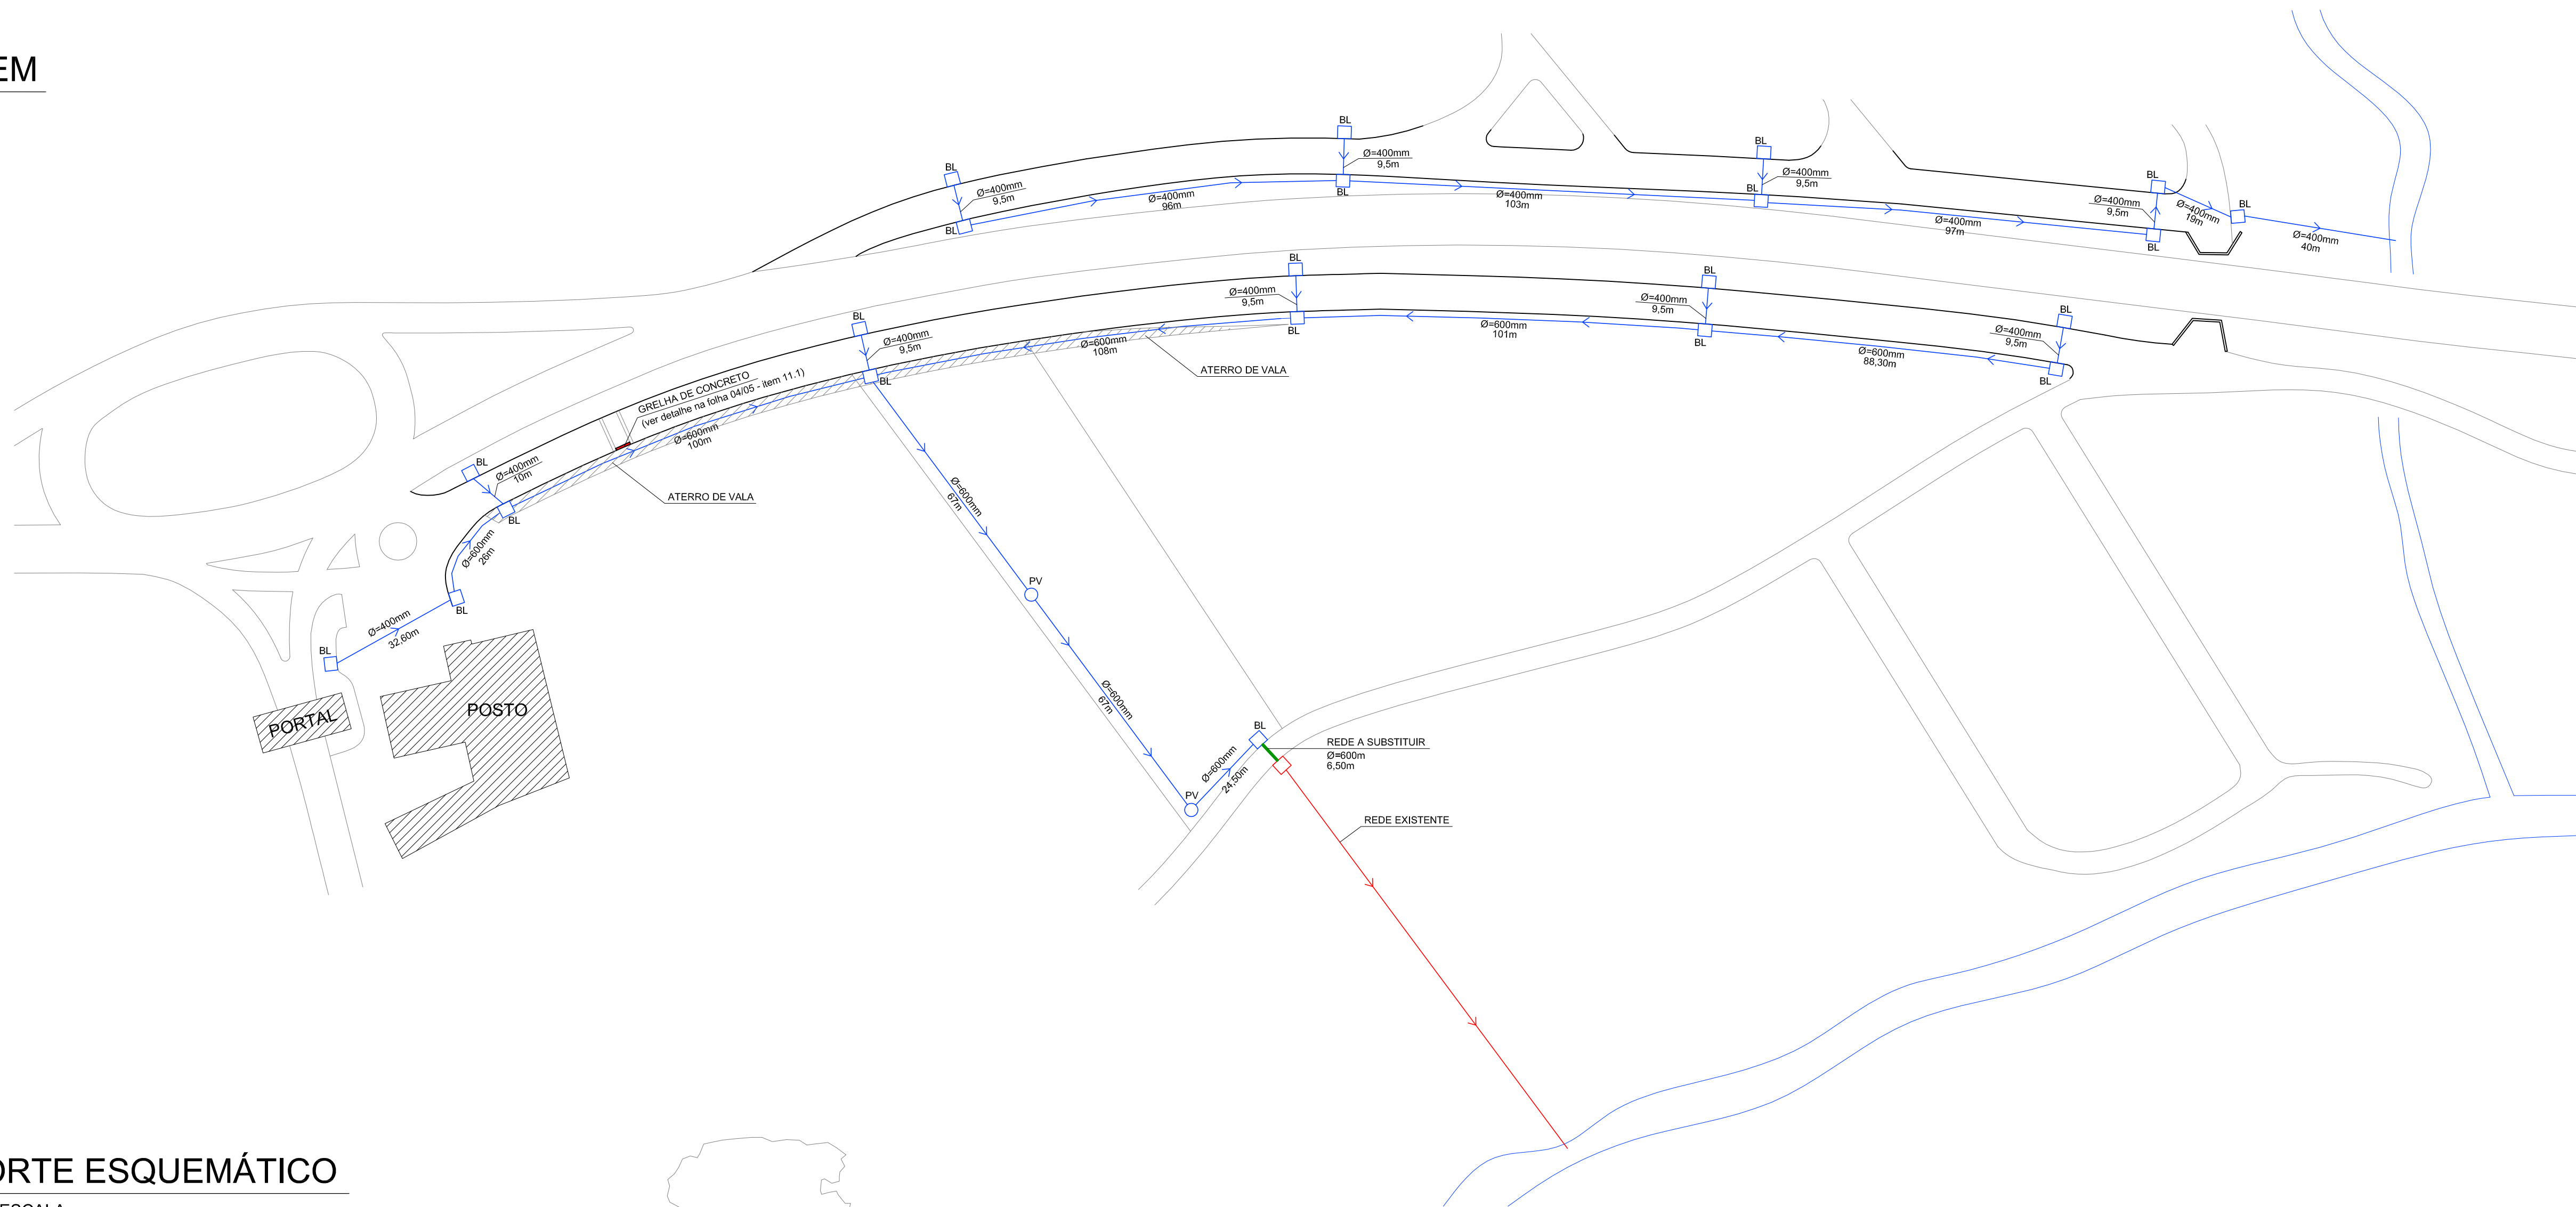 EM
BL
BL
BL
BL
Ø=400mm
9,5m
Ø=400mm
9,5m
Ø=400mm
9,5m
Ø=400mm
9,5m
BL
BL
BL
BL
BL
Ø=400mm
96m
Ø=400mm
103m
Ø=400mm
97m
Ø=400mm
19m
Ø=400mm
40m
BL
BL
BL
BL
Ø=400mm
9,5m
Ø=400mm
9,5m
Ø=400mm
9,5m
Ø=400mm
9,5m
BL
BL
BL
BL
Ø=600mm
108m
Ø=600mm
101m
Ø=600mm
88,30m
ATERRO DE VALA
GRELHA DE CONCRETO
(ver detalhe na folha 04/05 - item 11.1)
Ø=600mm
100m
ATERRO DE VALA
BL
Ø=400mm
10m
BL
Ø=600mm
26m
BL
Ø=400mm
32,60m
BL
PORTAL
POSTO
Ø=600mm
67m
PV
Ø=600mm
67m
PV
Ø=600mm
24,50m
BL
REDE A SUBSTITUIR
Ø=600m
6,50m
REDE EXISTENTE
ORTE ESQUEMÁTICO